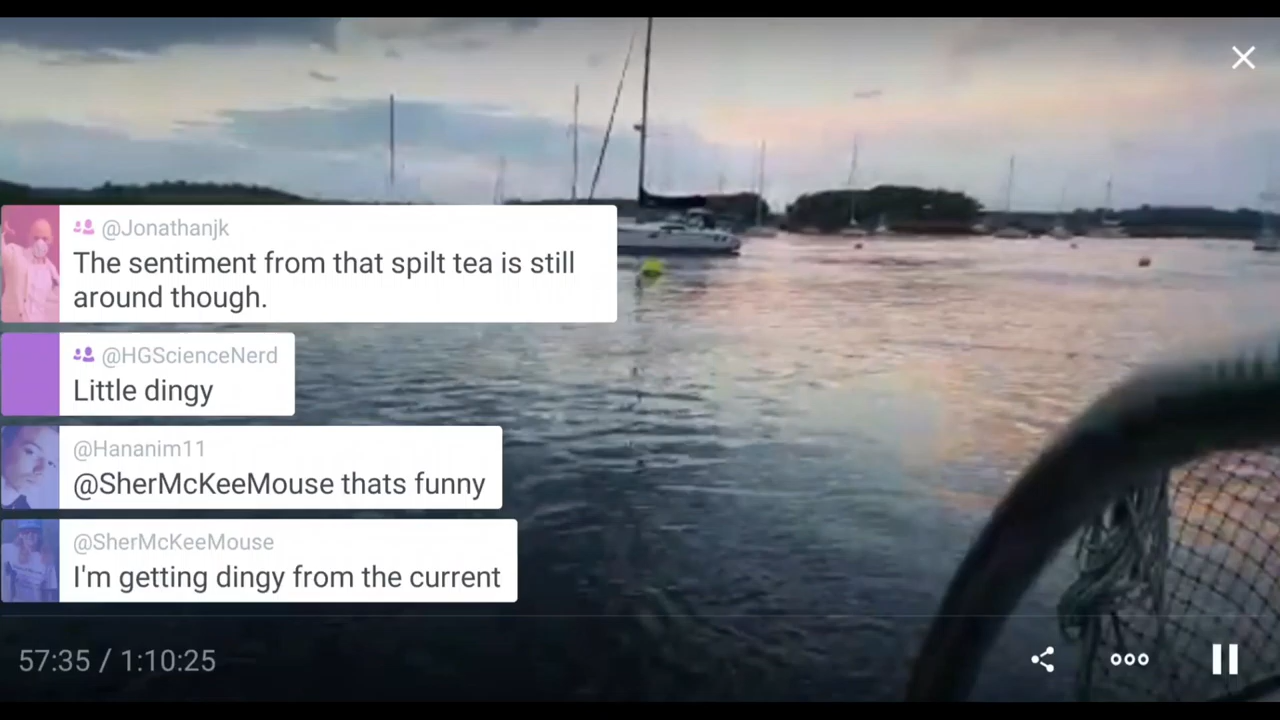 @Jonathanjk
The sentiment from that spilt tea is still
around though.
@HGScienceNerd
Little dingy
@Hananim11
@SherMcKeeMouse thats funny
@SherMcKeeMouse
I'm getting dingy from the current
57:35 / 1:10:25